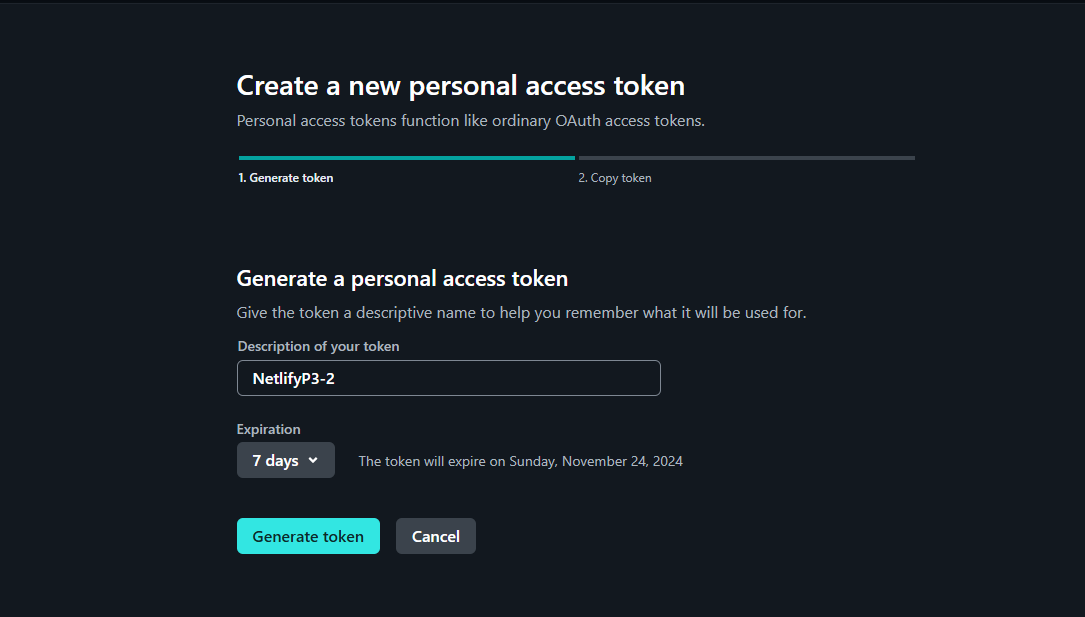 Create a new personal access token
Personal access tokens function like ordinary OAuth access tokens.
1. Generate token
2. Copy token
Generate a personal access token
Give the token a descriptive name to help you remember what it will be used for.
Description of your token
NetlifyP3-2
Expiration
7 days
The token will expire on Sunday, November 24, 2024
Generate token
Cancel